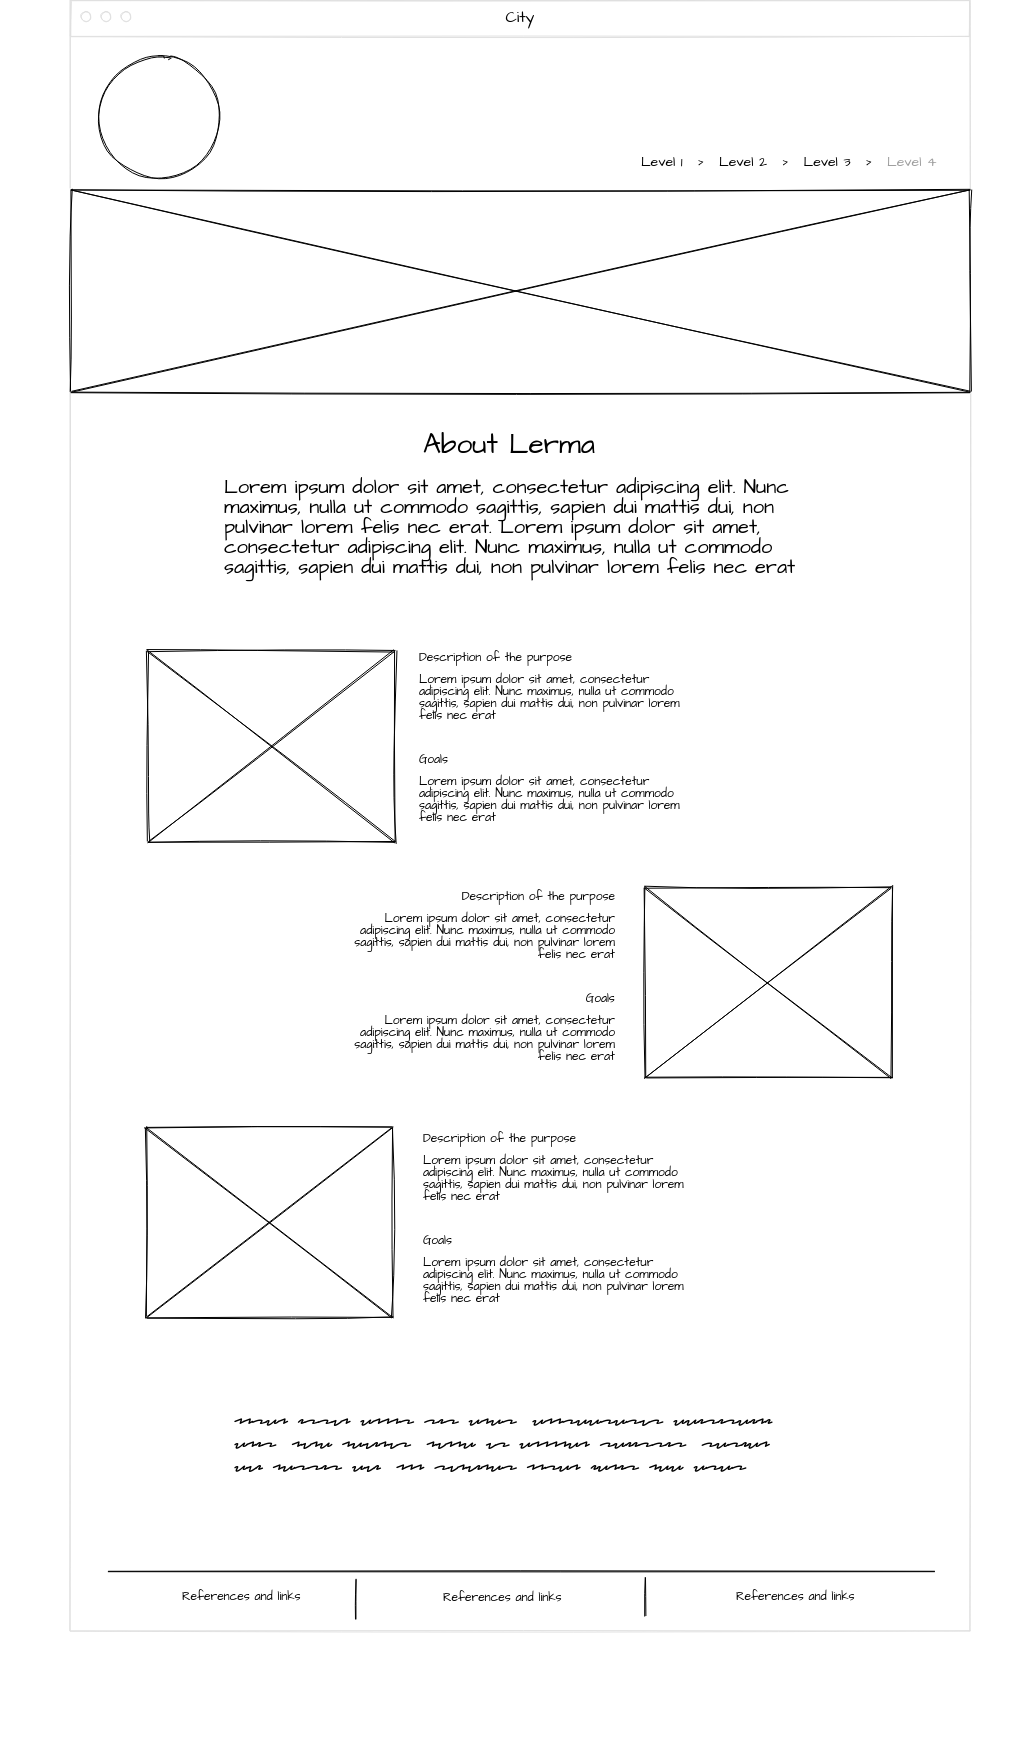 City
Level 1 > Level 2 > Level 3 > Level 4
About Lerma
Lorem ipsum dolor sit amet, consectetur adipiscing elit. Nunc
maximus, nulla ut commodo sagittis, sapien dui mattis dui, non
pulvinar lorem felis nec erat. Lorem ipsum dolor sit amet,
consectetur adipiscing elit. Nunc maximus, nulla ut commodo
sagittis, sapien dui mattis dui, non pulvinar lorem felis nec erat
Description of the purpose
Lorem ipsum dolor sit amet, consectetur
adipiscing elit. Nunc maximus, nulla ut commodo
sagittis, sapien dui mattis dui, non pulvinar lorem
felis nec erat
Goals
Lorem ipsum dolor sit amet, consectetur
adipiscing elit. Nunc maximus, nulla ut commodo
sagittis, sapien dui mattis dui, non pulvinar lorem
felis nec erat
Description of the purpose
Lorem ipsum dolor sit amet, consectetur
adipiscing elit. Nunc maximus, nulla ut commodo
sagittis, sapien dui mattis dui, non pulvinar lorem
felis nec erat
Goals
Lorem ipsum dolor sit amet, consectetur
adipiscing elit. Nunc maximus, nulla ut commodo
sagittis, sapien dui mattis dui, non pulvinar lorem
felis nec erat
Description of the purpose
Lorem ipsum dolor sit amet, consectetur
adipiscing elit. Nunc maximus, nulla ut commodo
sagittis, sapien dui mattis dui, non pulvinar lorem
felis nec erat
Goals
Lorem ipsum dolor sit amet, consectetur
adipiscing elit. Nunc maximus, nulla ut commodo
sagittis, sapien dui mattis dui, non pulvinar lorem
felis nec erat
References and links
References and links
References and links